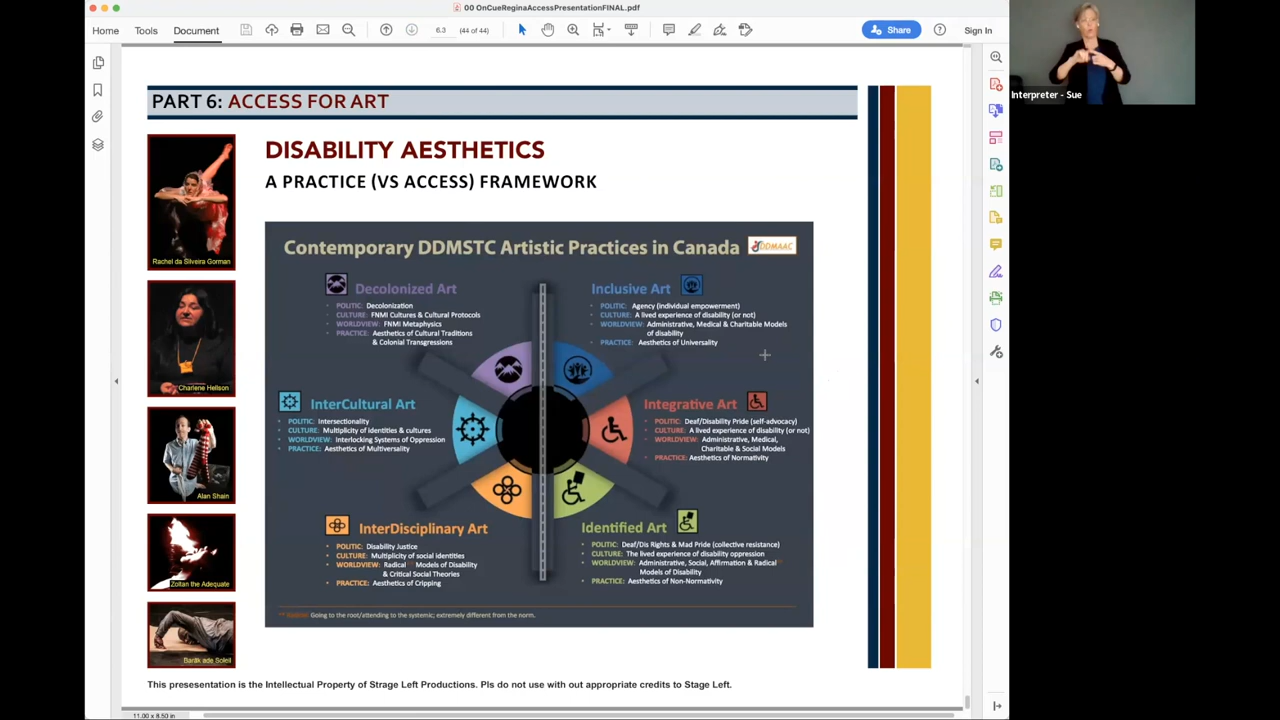 00 OnCueReginaAccessPresentationFINAL.pdf
Home Tools Document 6.3 (44 of 44) Share Sign In
Interpreter - Sue
PART 6: ACCESS FOR ART
DISABILITY AESTHETICS
A PRACTICE (VS ACCESS) FRAMEWORK
Rachel da Silveira Gorman
Charlene Hellson
Alan Shain
Zoltan the Adequate
Barak ade Soleil
Contemporary DDMSTC Artistic Practices in Canada
DDMAAC
Decolonized Art
POLITIC: Decolonization
CULTURE: FNMI Cultures & Cultural Protocols
WORLDVIEW: FNMI Metaphysics
PRACTICE: Aesthetics of Cultural Traditions
& Colonial Transgressions
Inclusive Art
POLITIC: Agency (individual empowerment)
CULTURE: A lived experience of disability (or not)
WORLDVIEW: Administrative, Medical & Charitable Models
of disability
PRACTICE: Aesthetics of Universality
InterCultural Art
POLITIC: Intersectionality
CULTURE: Multiplicity of identities & cultures
WORLDVIEW: Interlocking Systems of Oppression
PRACTICE: Aesthetics of Multiversality
Integrative Art
POLITIC: Deaf/Disability Pride (self-advocacy)
CULTURE: A lived experience of disability (or not)
WORLDVIEW: Administrative, Medical,
Charitable & Social Models
PRACTICE: Aesthetics of Normativity
InterDisciplinary Art
POLITIC: Disability Justice
CULTURE: Multiplicity of social identities
WORLDVIEW: Radical Models of Disability
& Critical Social Theories
PRACTICE: Aesthetics of Cripping
Identified Art
POLITIC: Deaf/Dis Rights & Mad Pride (collective resistance)
CULTURE: The lived experience of disability oppression
WORLDVIEW: Administrative, Social, Affirmation & Radical
Models of Disability
PRACTICE: Aesthetics of Non-Normativity
Going to the root/attending to the systemic; extremely different from the norm.
This presesentation is the Intellectual Property of Strage Left Productions. Pls do not use with out appropriate credits to Stage Left.
11.00 x 8.50 in